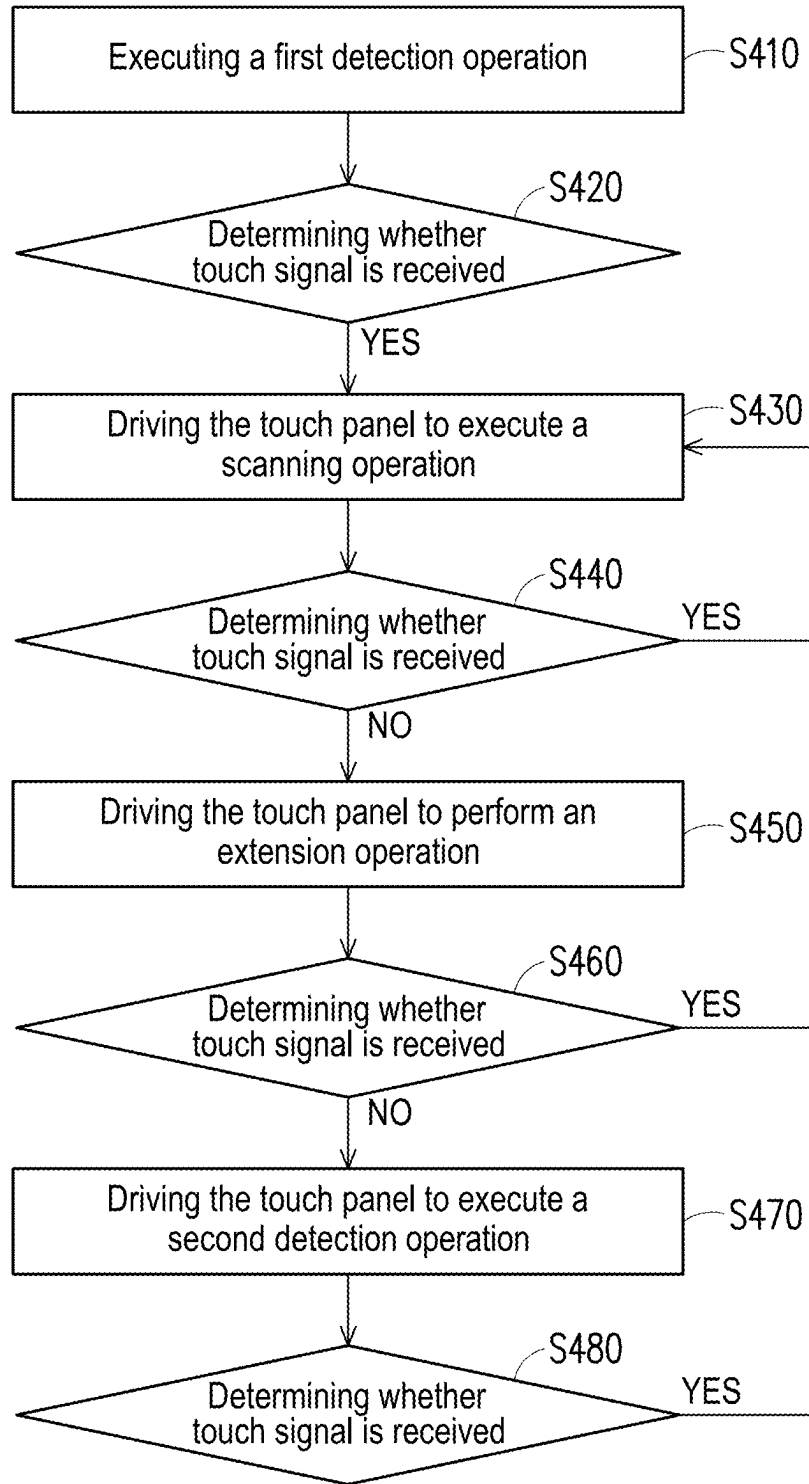 Executing a first detection operation
S410
S420
Determining whether
touch signal is received
YES
Driving the touch panel to execute a
scanning operation
S430
S440
Determining whether
touch signal is received
YES
NO
Driving the touch panel to perform an
extension operation
S450
S460
Determining whether
touch signal is received
YES
NO
Driving the touch panel to execute a
second detection operation
S470
S480
Determining whether
touch signal is received
YES